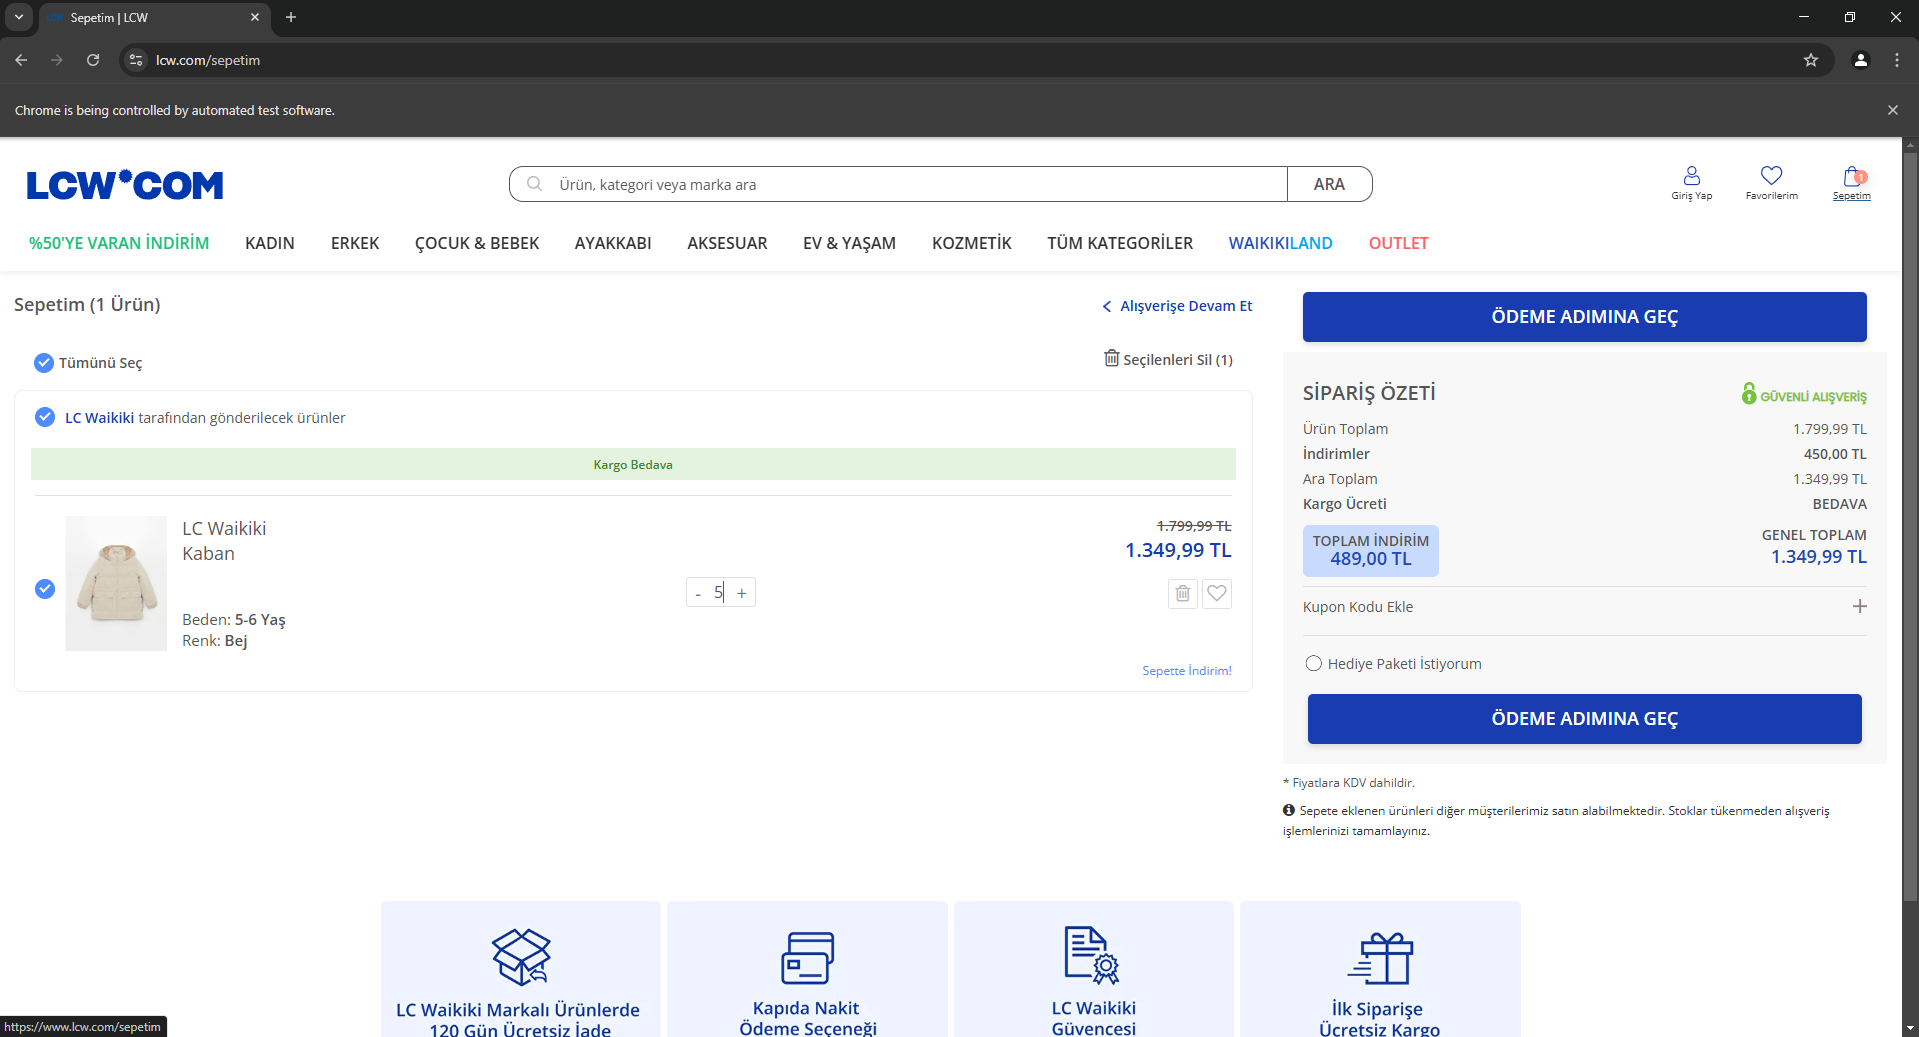 Sepetim | LCW
lcw.com/sepetim
Chrome is being controlled by automated test software.
LCW COM
Ürün, kategori veya marka ara
ARA
Giriş Yap
Favorilerim
1
Sepetim
%50'YE VARAN İNDİRİM
KADIN
ERKEK
ÇOCUK & BEBEK
AYAKKABI
AKSESUAR
EV & YAŞAM
KOZMETİK
TÜM KATEGORİLER
WAIKIKILAND
OUTLET
Sepetim (1 Ürün)
Alışverişe Devam Et
Tümünü Seç
Seçilenleri Sil (1)
LC Waikiki tarafından gönderilecek ürünler
Kargo Bedava
LC Waikiki
Kaban
Beden: 5-6 Yaş
Renk: Bej
- 5 +
1.799,99 TL
1.349,99 TL
Sepette İndirim!
ÖDEME ADIMINA GEÇ
SİPARİŞ ÖZETİ
GÜVENLİ ALIŞVERİŞ
Ürün Toplam 1.799,99 TL
İndirimler 450,00 TL
Ara Toplam 1.349,99 TL
Kargo Ücreti BEDAVA
TOPLAM İNDİRİM
489,00 TL
GENEL TOPLAM
1.349,99 TL
Kupon Kodu Ekle
Hediye Paketi İstiyorum
ÖDEME ADIMINA GEÇ
* Fiyatlara KDV dahildir.
Sepete eklenen ürünleri diğer müşterilerimiz satın alabilmektedir. Stoklar tükenmeden alışveriş
işlemlerinizi tamamlayınız.
LC Waikiki Markalı Ürünlerde
120 Gün Ücretsiz İade
Kapıda Nakit
Ödeme Seçeneği
LC Waikiki
Güvencesi
İlk Siparişe
Ücretsiz Kargo
https://www.lcw.com/sepetim